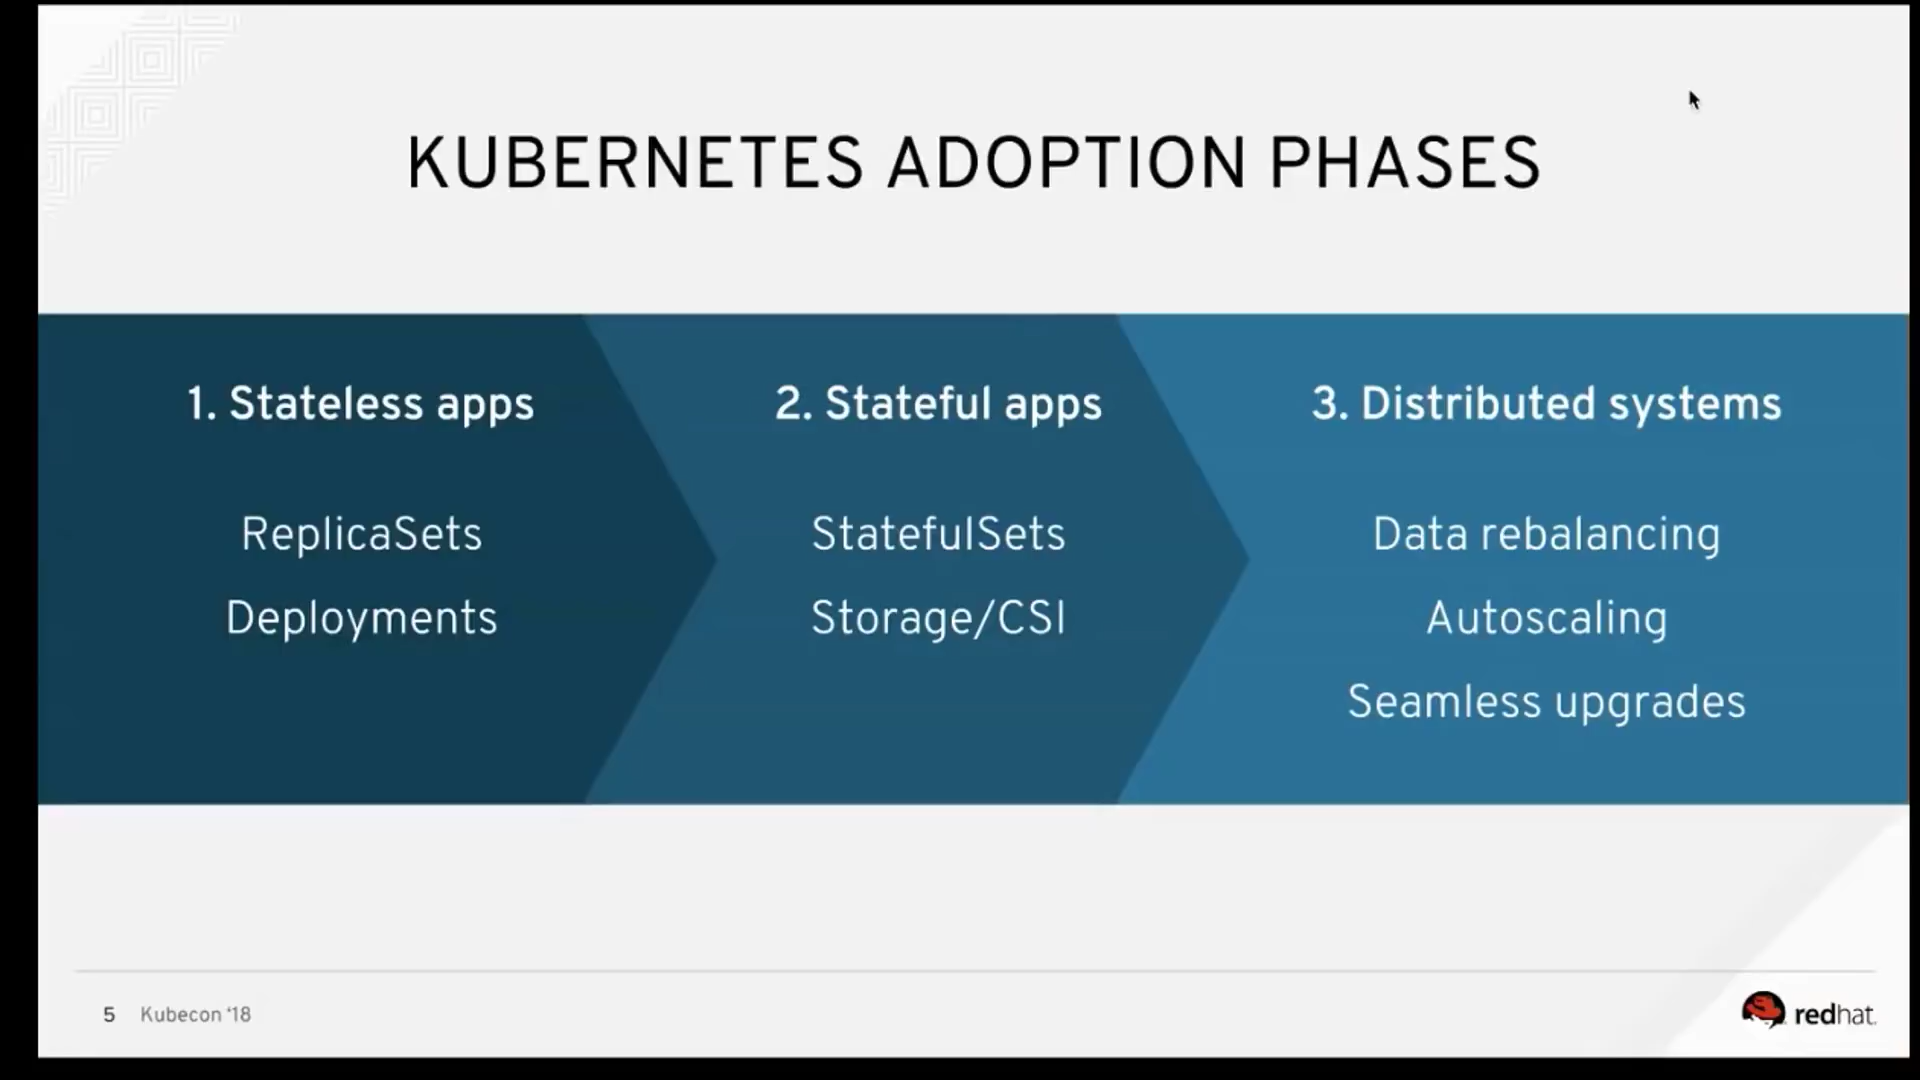 KUBERNETES ADOPTION PHASES
1. Stateless apps
ReplicaSets
Deployments
2. Stateful apps
StatefulSets
Storage/CSI
3. Distributed systems
Data rebalancing
Autoscaling
Seamless upgrades
5 Kubecon ‘18
redhat.